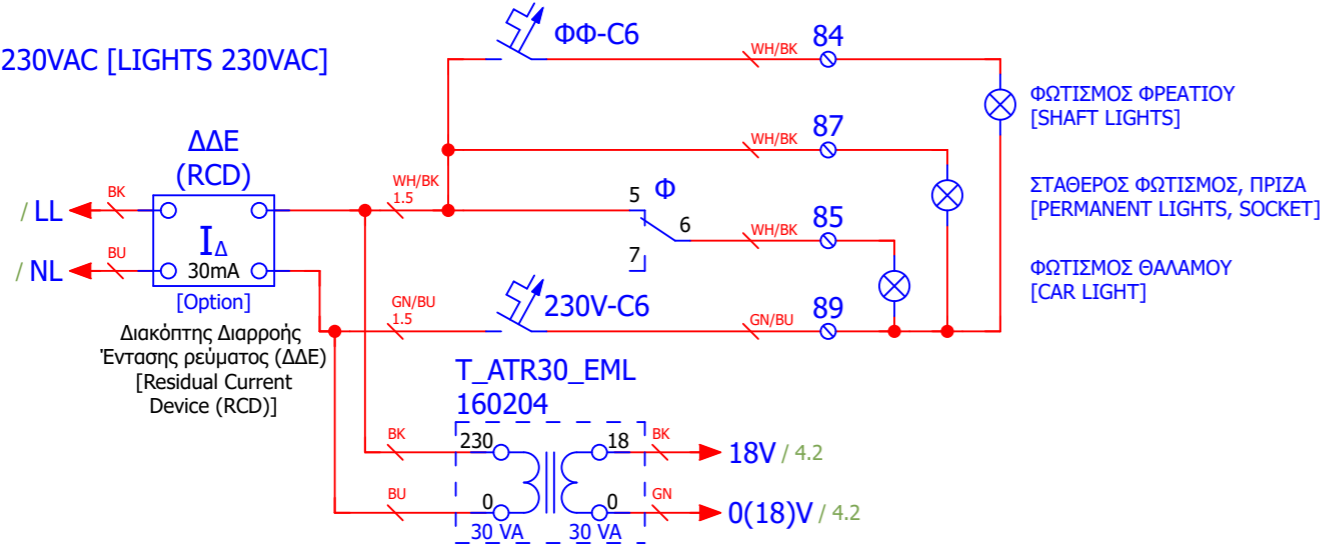 230VAC [LIGHTS 230VAC]
ΦΦ-C6
WH/BK
84
ΦΩΤΙΣΜΟΣ ΦΡΕΑΤΙΟΥ
[SHAFT LIGHTS]
ΔΔΕ
(RCD)
WH/BK
87
/ LL
BK
WH/BK
1.5
5
Φ
6
7
WH/BK
85
ΣΤΑΘΕΡΟΣ ΦΩΤΙΣΜΟΣ, ΠΡΙΖΑ
[PERMANENT LIGHTS, SOCKET]
/ NL
BU
IΔ
30mA
[Option]
ΦΩΤΙΣΜΟΣ ΘΑΛΑΜΟΥ
[CAR LIGHT]
GN/BU
1.5
230V-C6
GN/BU
89
Διακόπτης Διαρροής
Έντασης ρεύματος (ΔΔΕ)
[Residual Current
Device (RCD)]
T_ATR30_EML
160204
BK
230
18
BK
18V / 4.2
BU
0
0
GN
0(18)V / 4.2
30 VA
30 VA